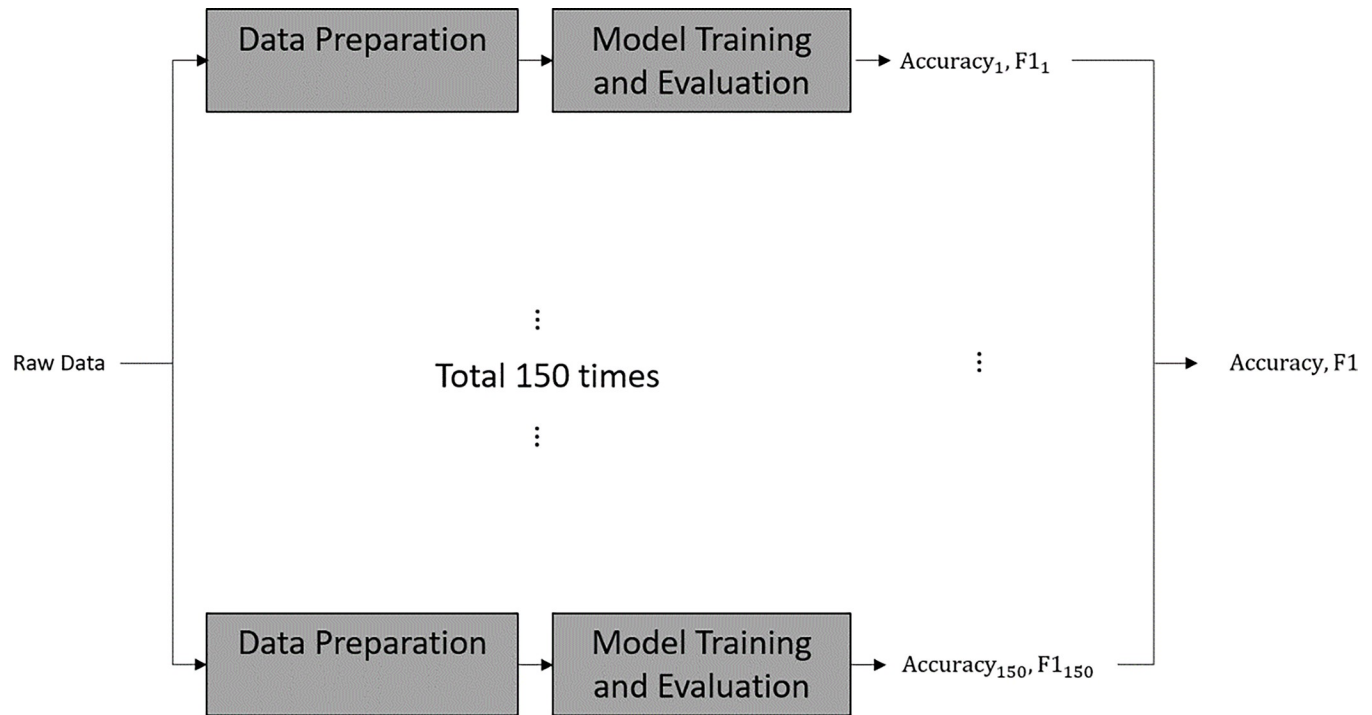 Data Preparation
Model Training
and Evaluation
Accuracy₁, F1₁
⋮
Raw Data
Total 150 times
⋮
Accuracy, F1
⋮
Data Preparation
Model Training
and Evaluation
Accuracy₁₅₀, F1₁₅₀